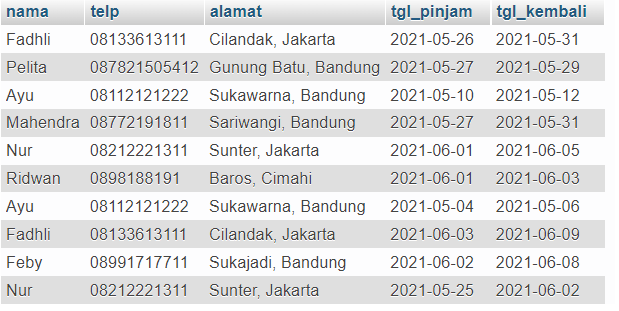 nama telp alamat tgl_pinjam tgl_kembali
Fadhli 08133613111 Cilandak, Jakarta 2021-05-26 2021-05-31
Pelita 087821505412 Gunung Batu, Bandung 2021-05-27 2021-05-29
Ayu 08112121222 Sukawarna, Bandung 2021-05-10 2021-05-12
Mahendra 08772191811 Sariwangi, Bandung 2021-05-27 2021-05-31
Nur 08212221311 Sunter, Jakarta 2021-06-01 2021-06-05
Ridwan 0898188191 Baros, Cimahi 2021-06-01 2021-06-03
Ayu 08112121222 Sukawarna, Bandung 2021-05-04 2021-05-06
Fadhli 08133613111 Cilandak, Jakarta 2021-06-03 2021-06-09
Feby 08991717711 Sukajadi, Bandung 2021-06-02 2021-06-08
Nur 08212221311 Sunter, Jakarta 2021-05-25 2021-06-02